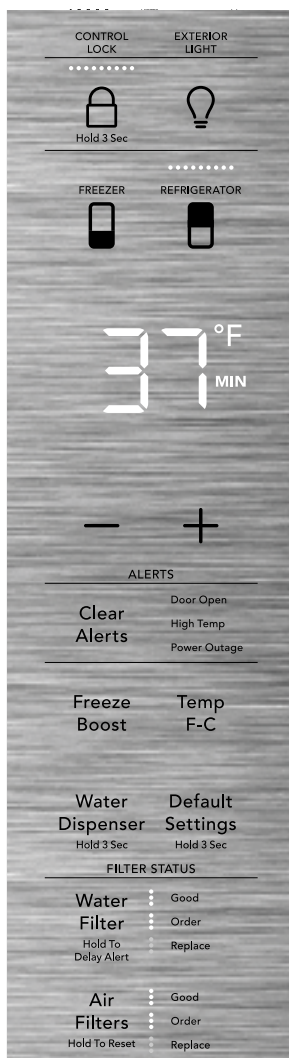 CONTROL LOCK
EXTERIOR LIGHT
Hold 3 Sec
FREEZER
REFRIGERATOR
37 °F
MIN
− +
ALERTS
Clear Alerts
Door Open
High Temp
Power Outage
Freeze Boost
Temp F-C
Water Dispenser
Hold 3 Sec
Default Settings
Hold 3 Sec
FILTER STATUS
Water Filter
Hold To Delay Alert
Good
Order
Replace
Air Filters
Hold To Reset
Good
Order
Replace